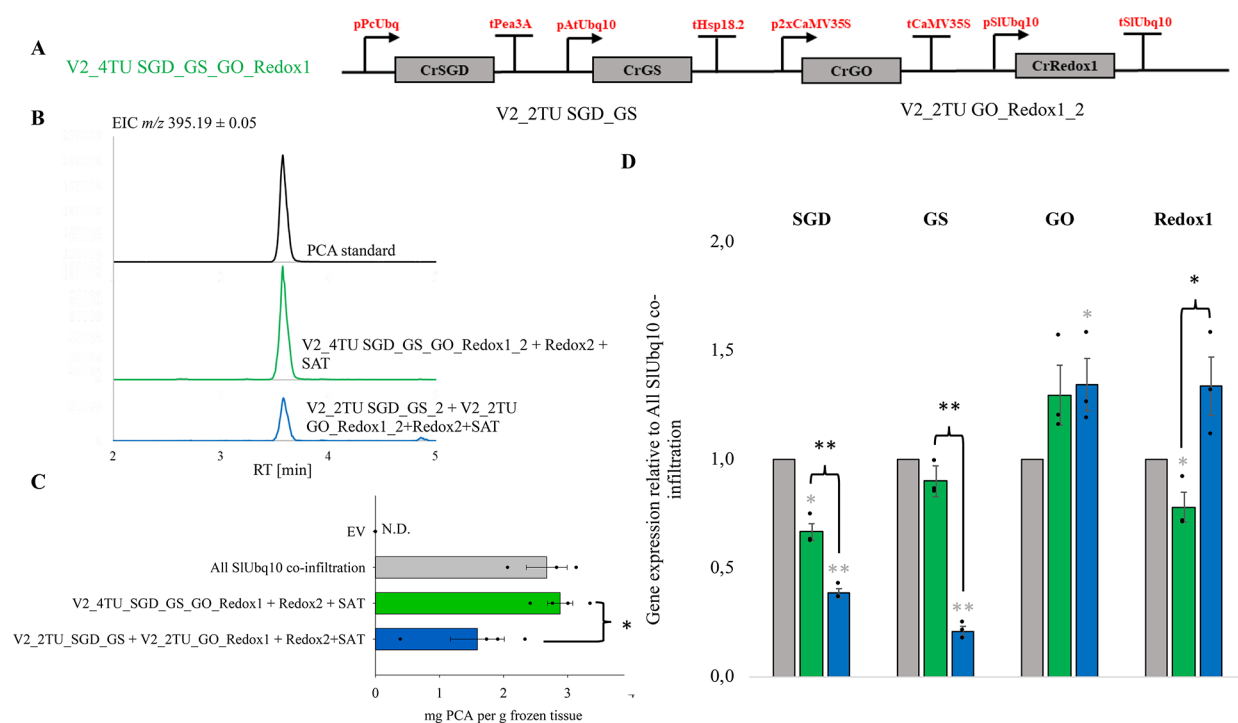 A
V2_4TU SGD_GS_GO_Redox1
pPcUbq
tPea3A
pAtUbq10
tHsp18.2
p2xCaMV35S
tCaMV35S
pSlUbq10
tSlUbq10
CrSGD
CrGS
CrGO
CrRedox1
V2_2TU SGD_GS
V2_2TU GO_Redox1_2
B
EIC m/z 395.19 ± 0.05
PCA standard
V2_4TU SGD_GS_GO_Redox1_2 + Redox2 +
SAT
V2_2TU SGD_GS_2 + V2_2TU
GO_Redox1_2+Redox2+SAT
2
3
4
5
RT [min]
C
EV
N.D.
All SlUbq10 co-infiltration
V2_4TU_SGD_GS_GO_Redox1 + Redox2 + SAT
V2_2TU_SGD_GS + V2_2TU_GO_Redox1 + Redox2+SAT
*
0
1
2
3
mg PCA per g frozen tissue
D
SGD
GS
GO
Redox1
Gene expression relative to All SlUbq10 co-
infiltration
2,0
1,5
1,0
0,5
0,0
*
**
**
**
**
*
*
*